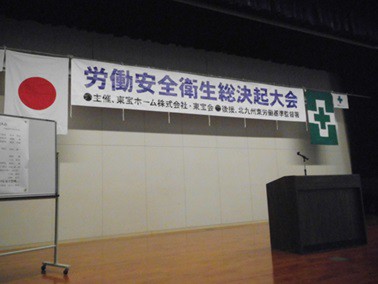 労働安全衛生総決起大会
●主催、東宝ホーム株式会社・東宝会 ●後援、北九州東労働基準監督署